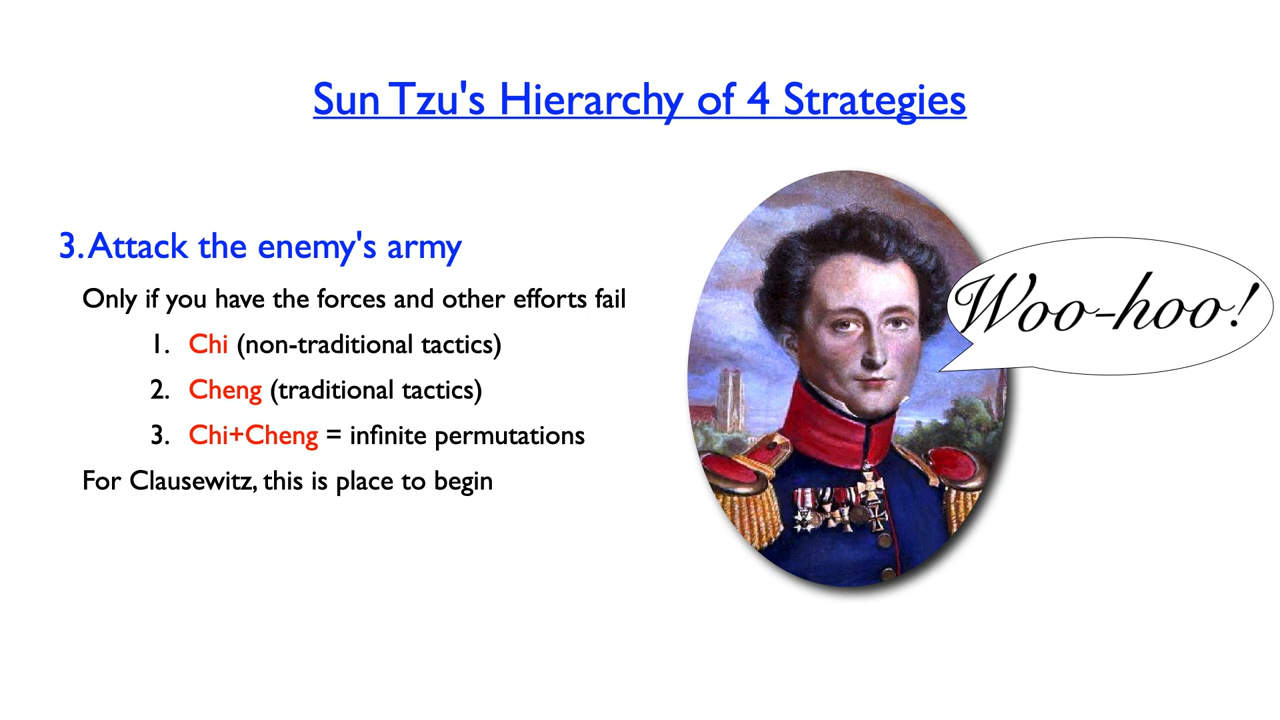 Sun Tzu's Hierarchy of 4 Strategies
3. Attack the enemy's army
Only if you have the forces and other efforts fail
1. Chi (non-traditional tactics)
2. Cheng (traditional tactics)
3. Chi+Cheng = infinite permutations
For Clausewitz, this is place to begin
Woo-hoo!